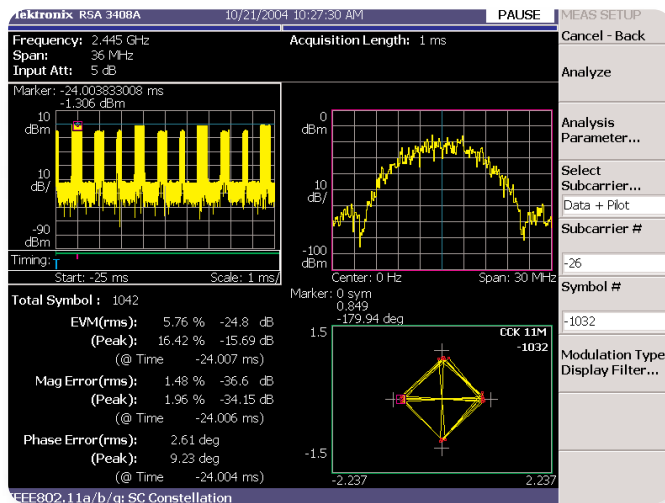 Tektronix RSA 3408A 10/21/2004 10:27:30 AM PAUSE MEAS SETUP
Frequency: 2.445 GHz Acquisition Length: 1 ms
Span: 36 MHz
Input Att: 5 dB
Cancel - Back
Analyze
Analysis
Parameter...
Select
Subcarrier...
Data + Pilot
Subcarrier #
-26
Symbol #
-1032
Modulation Type
Display Filter...
Marker: -24.003833008 ms
-1.306 dBm
10
dBm
10
dB/
-90
dBm
Timing:
Start: -25 ms Scale: 1 ms/
0
dBm
10
dB/
-100
dBm
Center: 0 Hz Span: 30 MHz
Total Symbol : 1042
EVM(rms): 5.76 % -24.8 dB
(Peak): 16.42 % -15.69 dB
(@ Time -24.007 ms)
Mag Error(rms): 1.48 % -36.6 dB
(Peak): 1.96 % -34.15 dB
(@ Time -24.006 ms)
Phase Error(rms): 2.61 deg
(Peak): 9.23 deg
(@ Time -24.004 ms)
Marker: 0 sym
0.849
-179.94 deg
1.5
CCK 11M
-1032
-1.5
-2.237 2.237
IEEE802.11a/b/g: SC Constellation